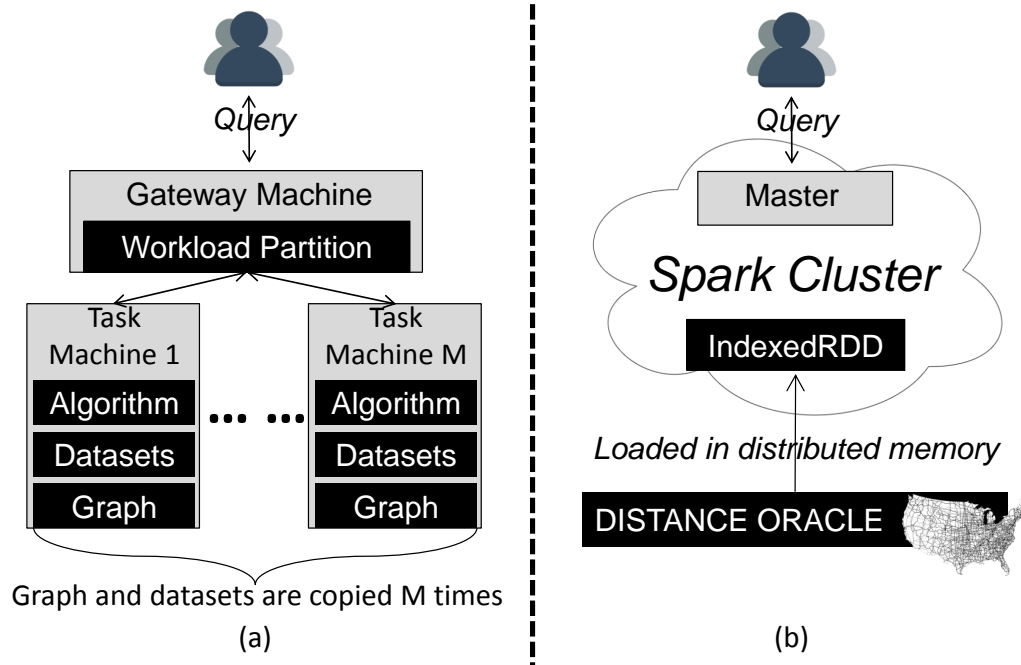 Query
Gateway Machine
Workload Partition
Task
Machine 1
Algorithm
Datasets
Graph
... ...
Task
Machine M
Algorithm
Datasets
Graph
Graph and datasets are copied M times
(a)
Query
Master
Spark Cluster
IndexedRDD
Loaded in distributed memory
DISTANCE ORACLE
(b)